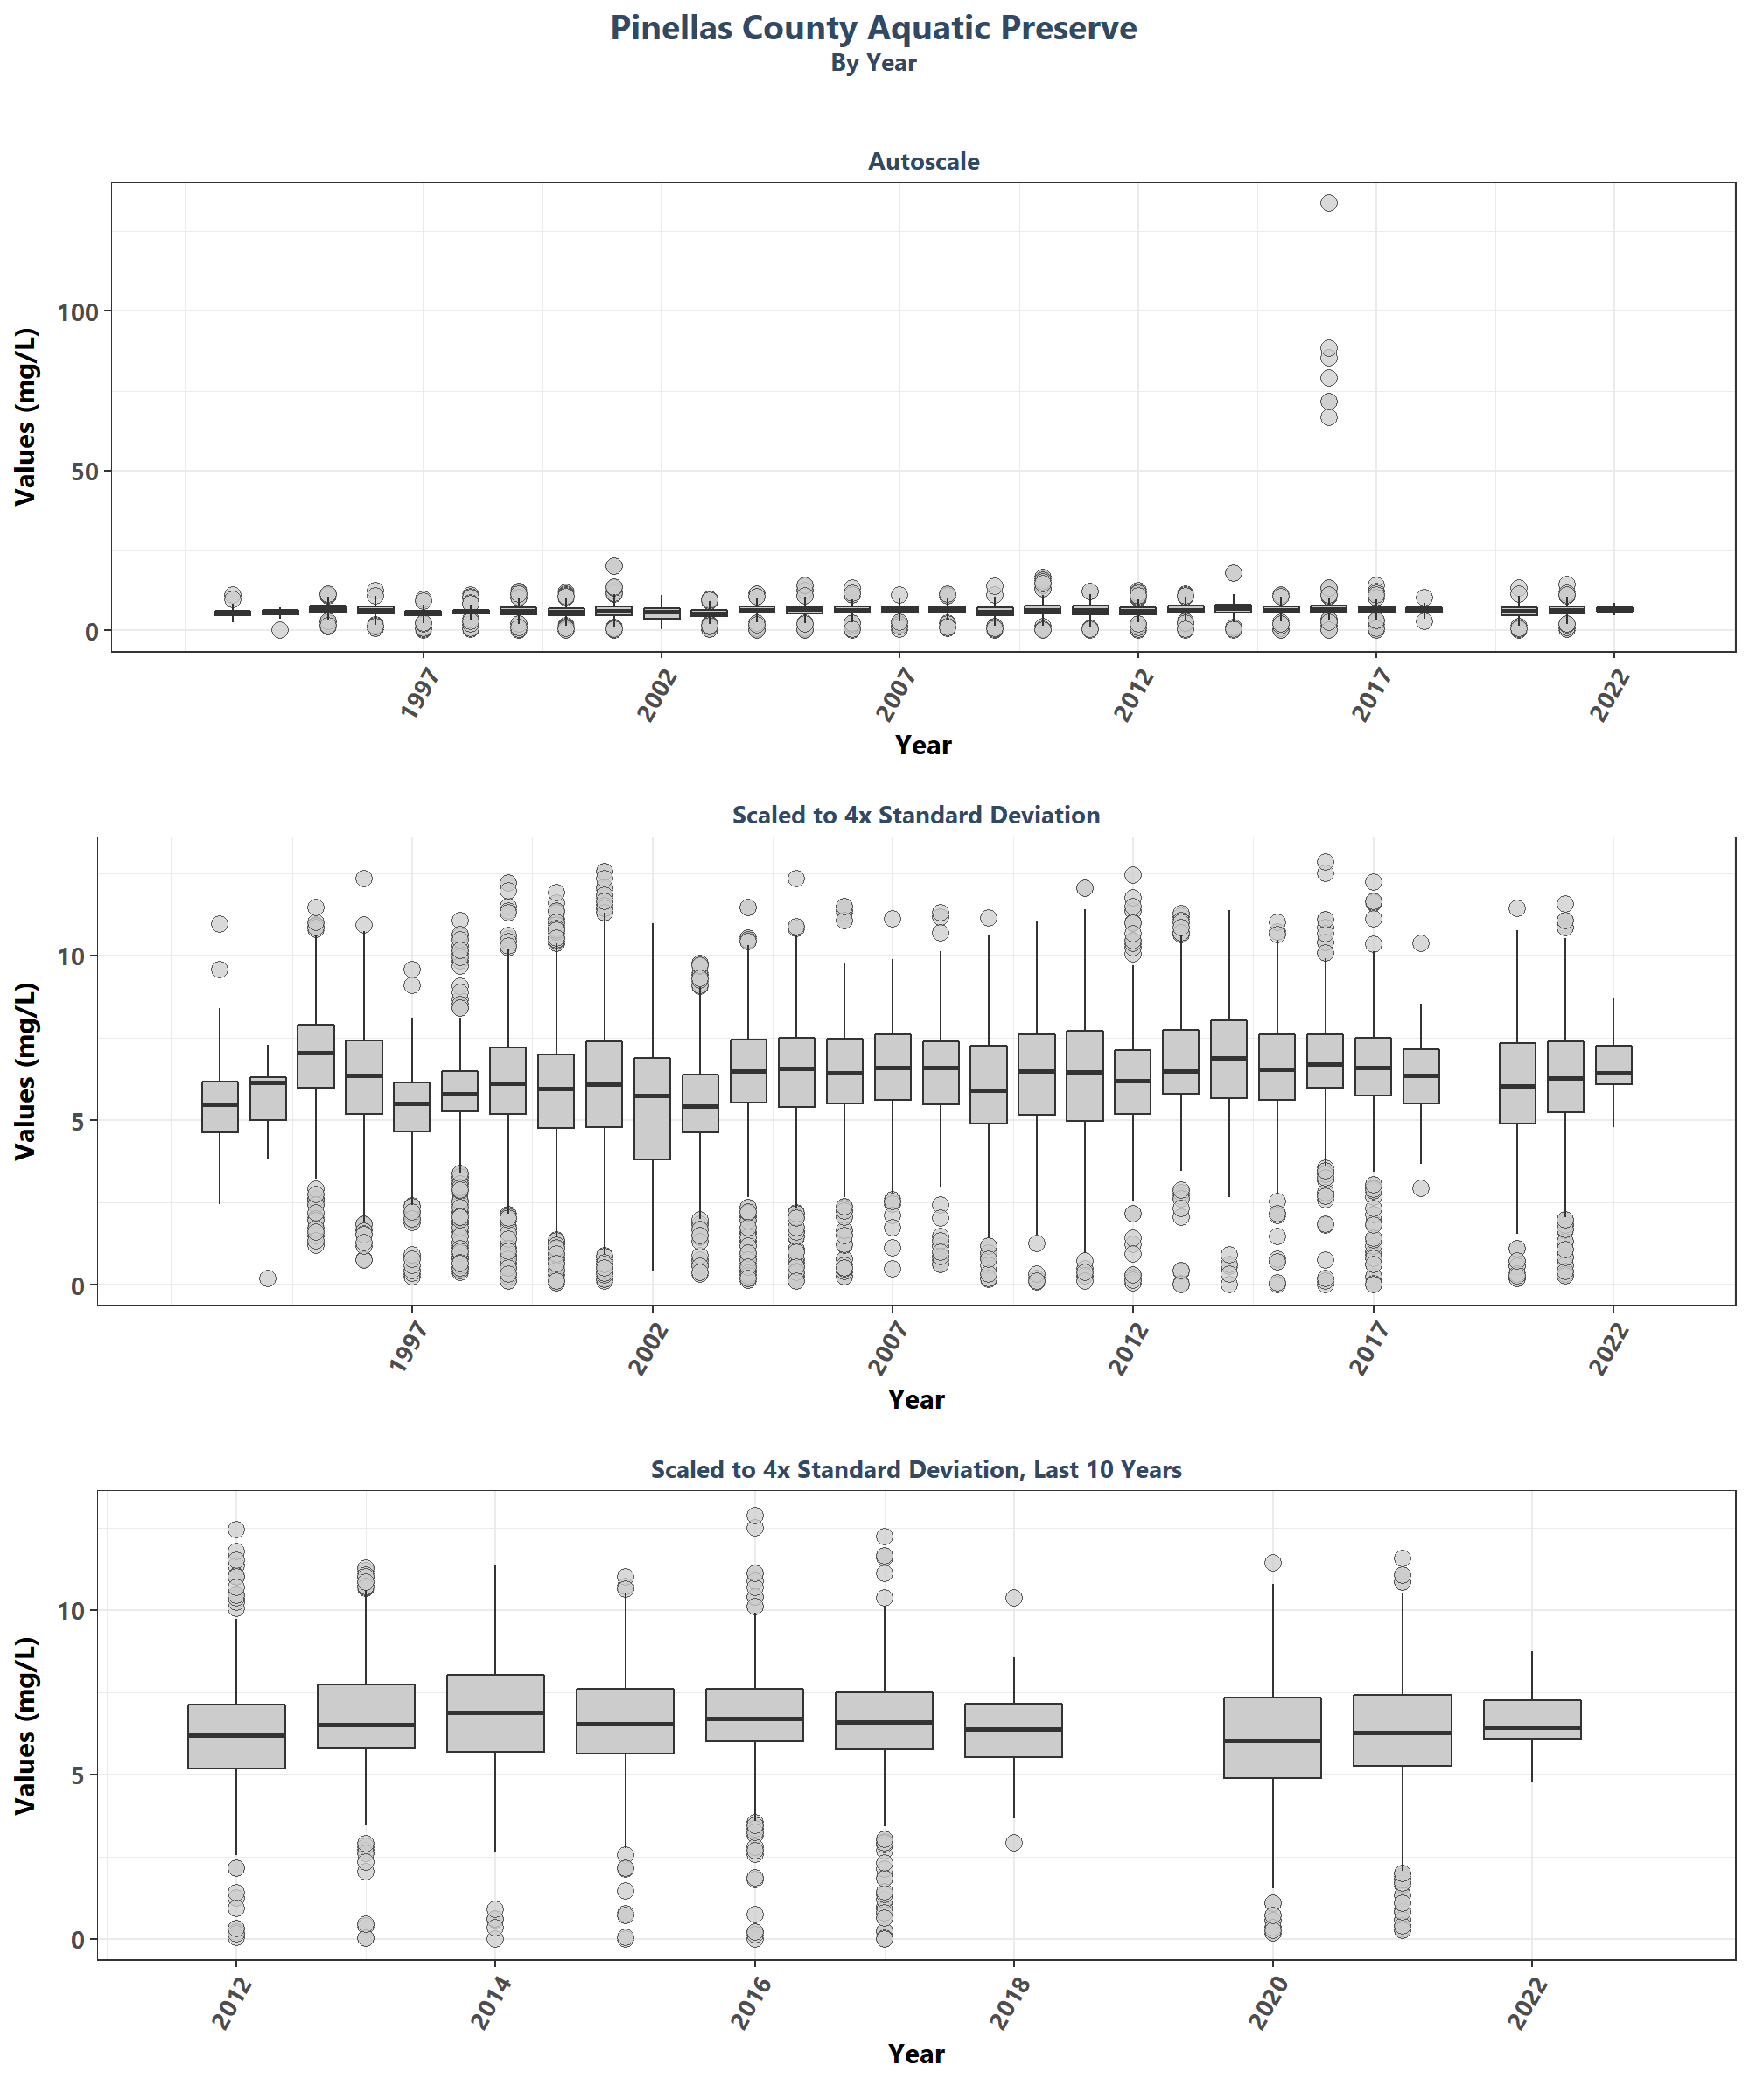 Pinellas County Aquatic Preserve
By Year
Autoscale
Values (mg/L)
100
50
0
1997
2002
2007
2012
2017
2022
Year
Scaled to 4x Standard Deviation
Values (mg/L)
10
5
0
1997
2002
2007
2012
2017
2022
Year
Scaled to 4x Standard Deviation, Last 10 Years
Values (mg/L)
10
5
0
2012
2014
2016
2018
2020
2022
Year